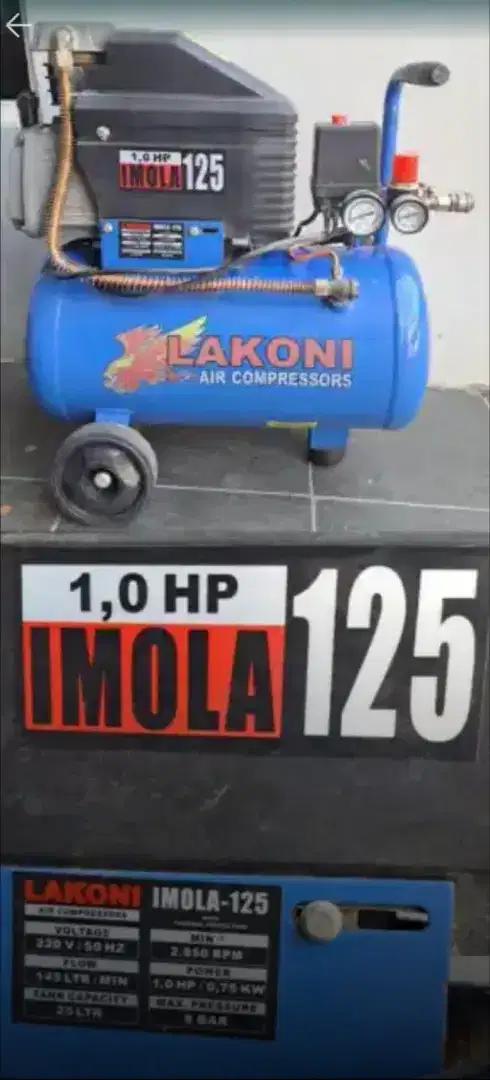 1,0 HP
IMOLA 125
LAKONI
AIR COMPRESSORS
1,0 HP
IMOLA 125
LAKONI IMOLA-125
AIR COMPRESSORS
VOLTAGE
220 V / 50 HZ
MIN⁻¹
2.850 RPM
FLOW
145 LTR / MIN
POWER
1,0 HP / 0,75 KW
TANK CAPACITY
25 LTR
MAX. PRESSURE
8 BAR